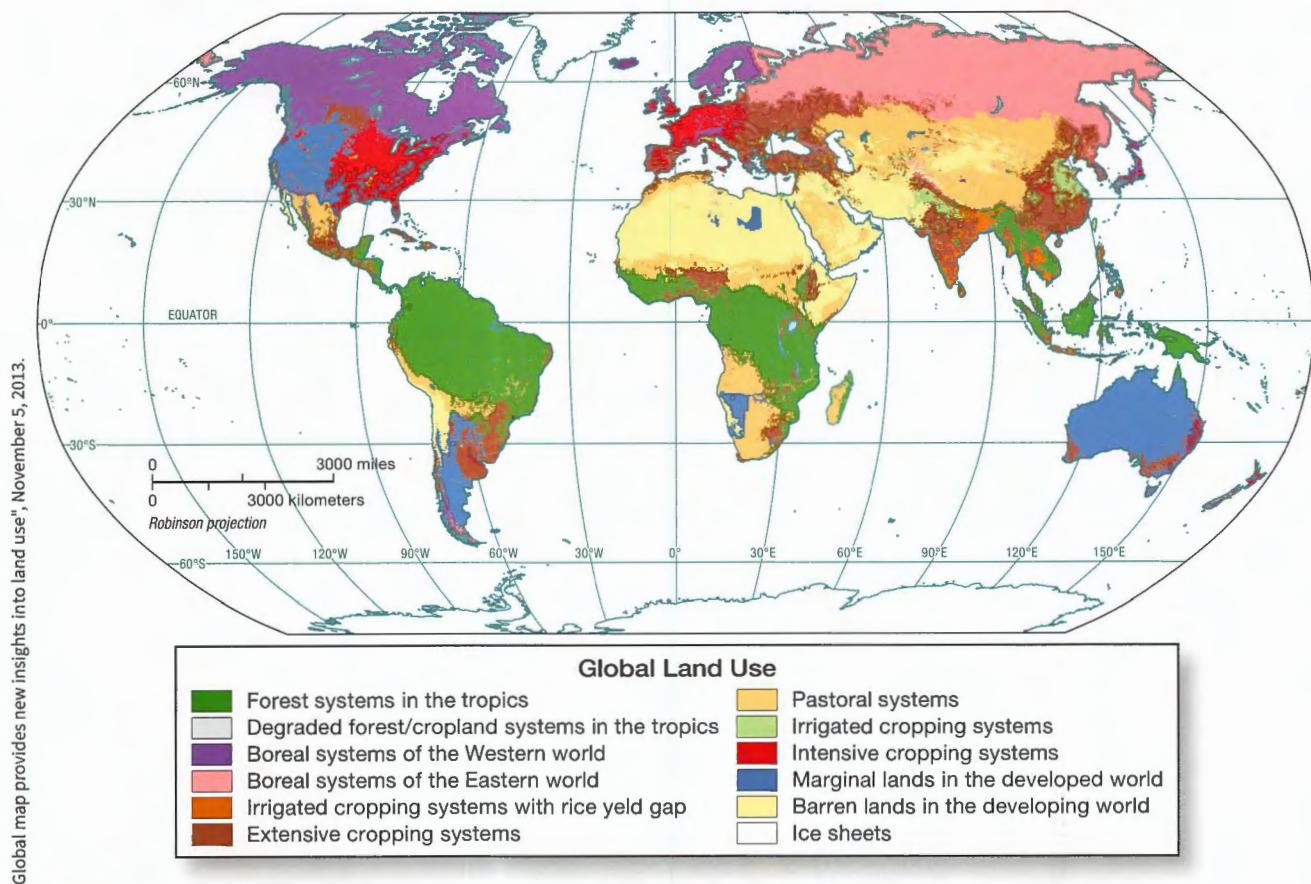 Global map provides new insights into land use", November 5, 2013.
60°N
30°N
EQUATOR
0°
30°S
0 3000 miles
0 3000 kilometers
Robinson projection
150°W 120°W 90°W 60°W 30°W 0° 30°E 60°E 90°E 120°E 150°E
60°S
Global Land Use
Forest systems in the tropics
Degraded forest/cropland systems in the tropics
Boreal systems of the Western world
Boreal systems of the Eastern world
Irrigated cropping systems with rice yeld gap
Extensive cropping systems
Pastoral systems
Irrigated cropping systems
Intensive cropping systems
Marginal lands in the developed world
Barren lands in the developing world
Ice sheets